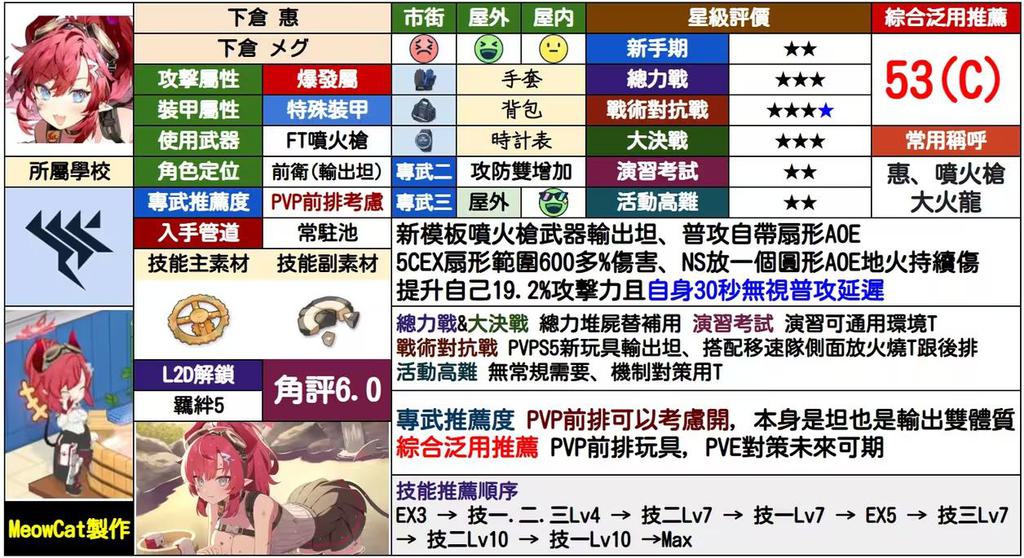 下倉 惠
市街 屋外 屋内 星級評價 綜合泛用推薦
下倉 メグ
新手期 ★★
53(C)
攻擊屬性 爆發屬
手套
總力戰 ★★★
裝甲屬性 特殊裝甲
背包
戰術對抗戰 ★★★★
使用武器 FT噴火槍
時計表
大決戰 ★★★
常用稱呼
所屬學校
角色定位 前衛(輸出坦)
專武二 攻防雙增加
演習考試 ★★
惠、噴火槍
大火龍
專武推薦度 PVP前排考慮
專武三 屋外
活動高難 ★★
入手管道 常駐池
技能主素材 技能副素材
新模板噴火槍武器輸出坦、普攻自帶扇形AOE
5CEX扇形範圍600多%傷害、NS放一個圓形AOE地火持續傷
提升自己19.2%攻擊力且自身30秒無視普攻延遲
總力戰&大決戰 總力堆屍替補用 演習考試 演習可通用環境T
戰術對抗戰 PVPS5新玩具輸出坦、搭配移速隊側面放火燒T跟後排
活動高難 無常規需要、機制對策用T
L2D解鎖
羈絆5
角評6.0
專武推薦度 PVP前排可以考慮開, 本身是坦也是輸出雙體質
綜合泛用推薦 PVP前排玩具, PVE對策未來可期
技能推薦順序
EX3 → 技一.二.三Lv4 → 技二Lv7 → 技一Lv7 → EX5 → 技三Lv7
→ 技二Lv10 → 技一Lv10 →Max
MeowCat製作